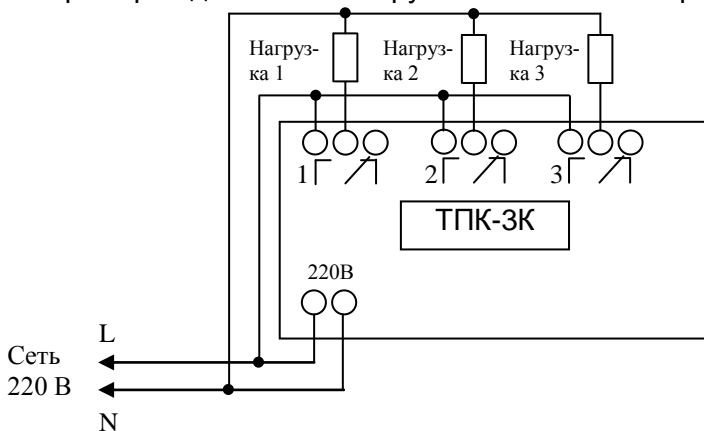 Нагруз-
ка 1
Нагруз-
ка 2
Нагруз-
ка 3
1
2
3
ТПК-3К
220В
L
Сеть
220 В
N